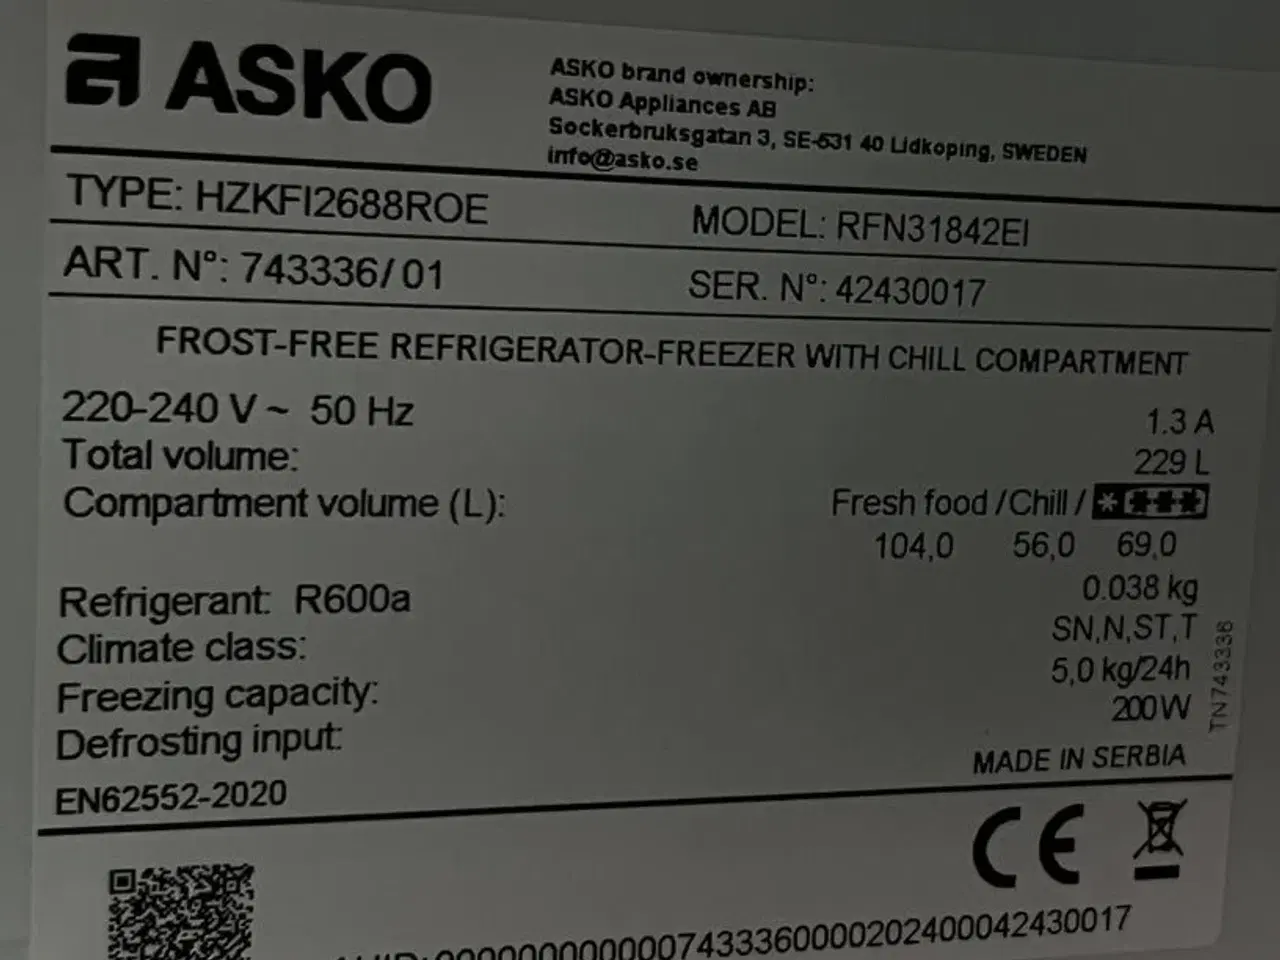 ASKO
ASKO brand ownership:
ASKO Appliances AB
Sockerbruksgatan 3, SE-531 40 Lidkoping, SWEDEN
info@asko.se
TYPE: HZKFI2688ROE
MODEL: RFN31842EI
ART. N°: 743336/01
SER. N°: 42430017
FROST-FREE REFRIGERATOR-FREEZER WITH CHILL COMPARTMENT
220-240 V ~ 50 Hz 1.3 A
Total volume: 229 L
Compartment volume (L): Fresh food /Chill /
104,0 56,0 69,0
Refrigerant: R600a 0.038 kg
Climate class: SN,N,ST,T
Freezing capacity: 5,0 kg/24h
Defrosting input: 200W
TN743336
MADE IN SERBIA
EN62552-2020
CE